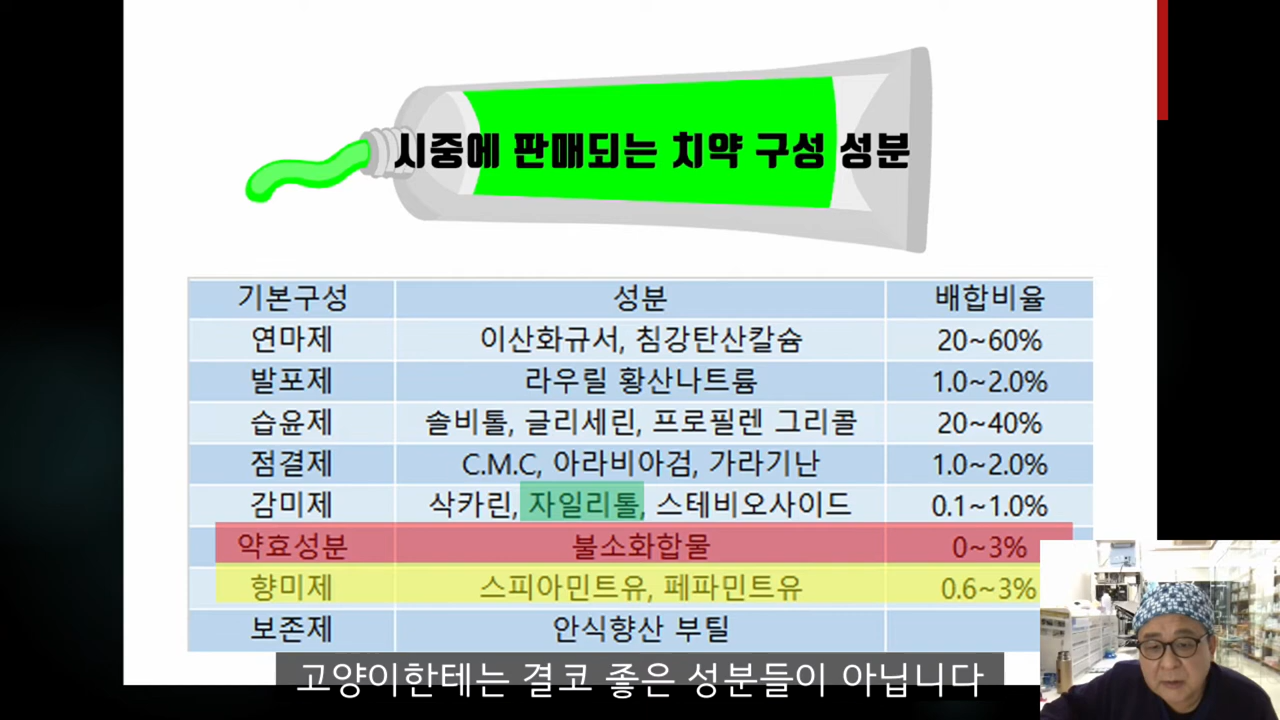 시중에 판매되는 치약 구성 성분
기본구성 성분 배합비율
연마제 이산화규서, 침강탄산칼슘 20~60%
발포제 라우릴 황산나트륨 1.0~2.0%
습윤제 솔비톨, 글리세린, 프로필렌 그리콜 20~40%
점결제 C.M.C, 아라비아검, 가라기난 1.0~2.0%
감미제 삭카린, 자일리톨, 스테비오사이드 0.1~1.0%
약효성분 불소화합물 0~3%
향미제 스피아민트유, 페파민트유 0.6~3%
보존제 안식향산 부틸
고양이한테는 결코 좋은 성분들이 아닙니다